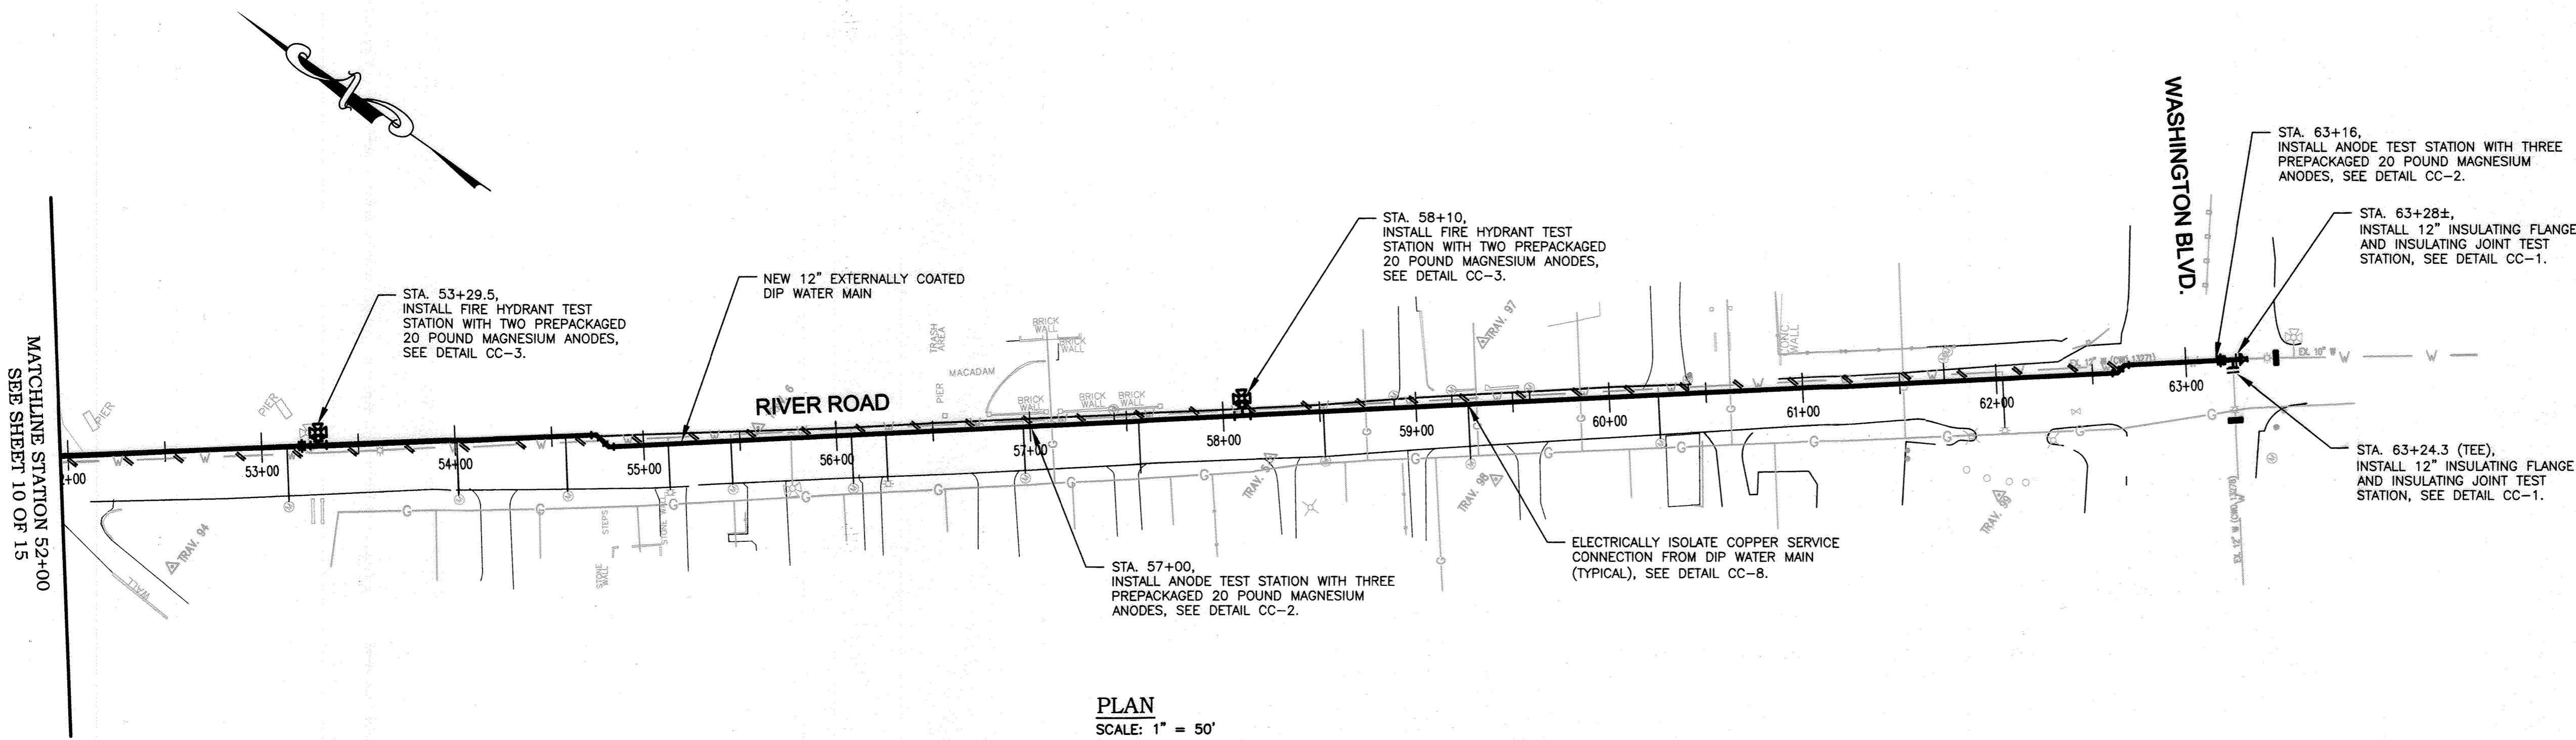 WASHINGTON BLVD.
STA. 63+16,
INSTALL ANODE TEST STATION WITH THREE
PREPACKAGED 20 POUND MAGNESIUM
ANODES, SEE DETAIL CC-2.
STA. 63+28±,
INSTALL 12" INSULATING FLANGE
AND INSULATING JOINT TEST
STATION, SEE DETAIL CC-1.
STA. 58+10,
INSTALL FIRE HYDRANT TEST
STATION WITH TWO PREPACKAGED
20 POUND MAGNESIUM ANODES,
SEE DETAIL CC-3.
NEW 12" EXTERNALLY COATED
DIP WATER MAIN
STA. 53+29.5,
INSTALL FIRE HYDRANT TEST
STATION WITH TWO PREPACKAGED
20 POUND MAGNESIUM ANODES,
SEE DETAIL CC-3.
MATCHLINE STATION 52+00
SEE SHEET 10 OF 15
PIER
PIER
TRASH
AREA
BRICK
WALL
BRICK
WALL
MACADAM
PIER
BRICK
WALL
BRICK
WALL
BRICK
WALL
TRAV. 97
CONC.
WALL
EX. 10" W
W
W
RIVER ROAD
2+00
53+00
54+00
55+00
56+00
57+00
58+00
59+00
60+00
61+00
62+00
63+00
W
W
W
G
G
G
G
G
G
G
G
G
G
G
G
G
TRAV. 94
WALL
STEPS
STONE
WALL
STONE WALL
TRAV. 98
TRAV. 99
STA. 63+24.3 (TEE),
INSTALL 12" INSULATING FLANGE
AND INSULATING JOINT TEST
STATION, SEE DETAIL CC-1.
ELECTRICALLY ISOLATE COPPER SERVICE
CONNECTION FROM DIP WATER MAIN
(TYPICAL), SEE DETAIL CC-8.
STA. 57+00,
INSTALL ANODE TEST STATION WITH THREE
PREPACKAGED 20 POUND MAGNESIUM
ANODES, SEE DETAIL CC-2.
PLAN
SCALE: 1" = 50'